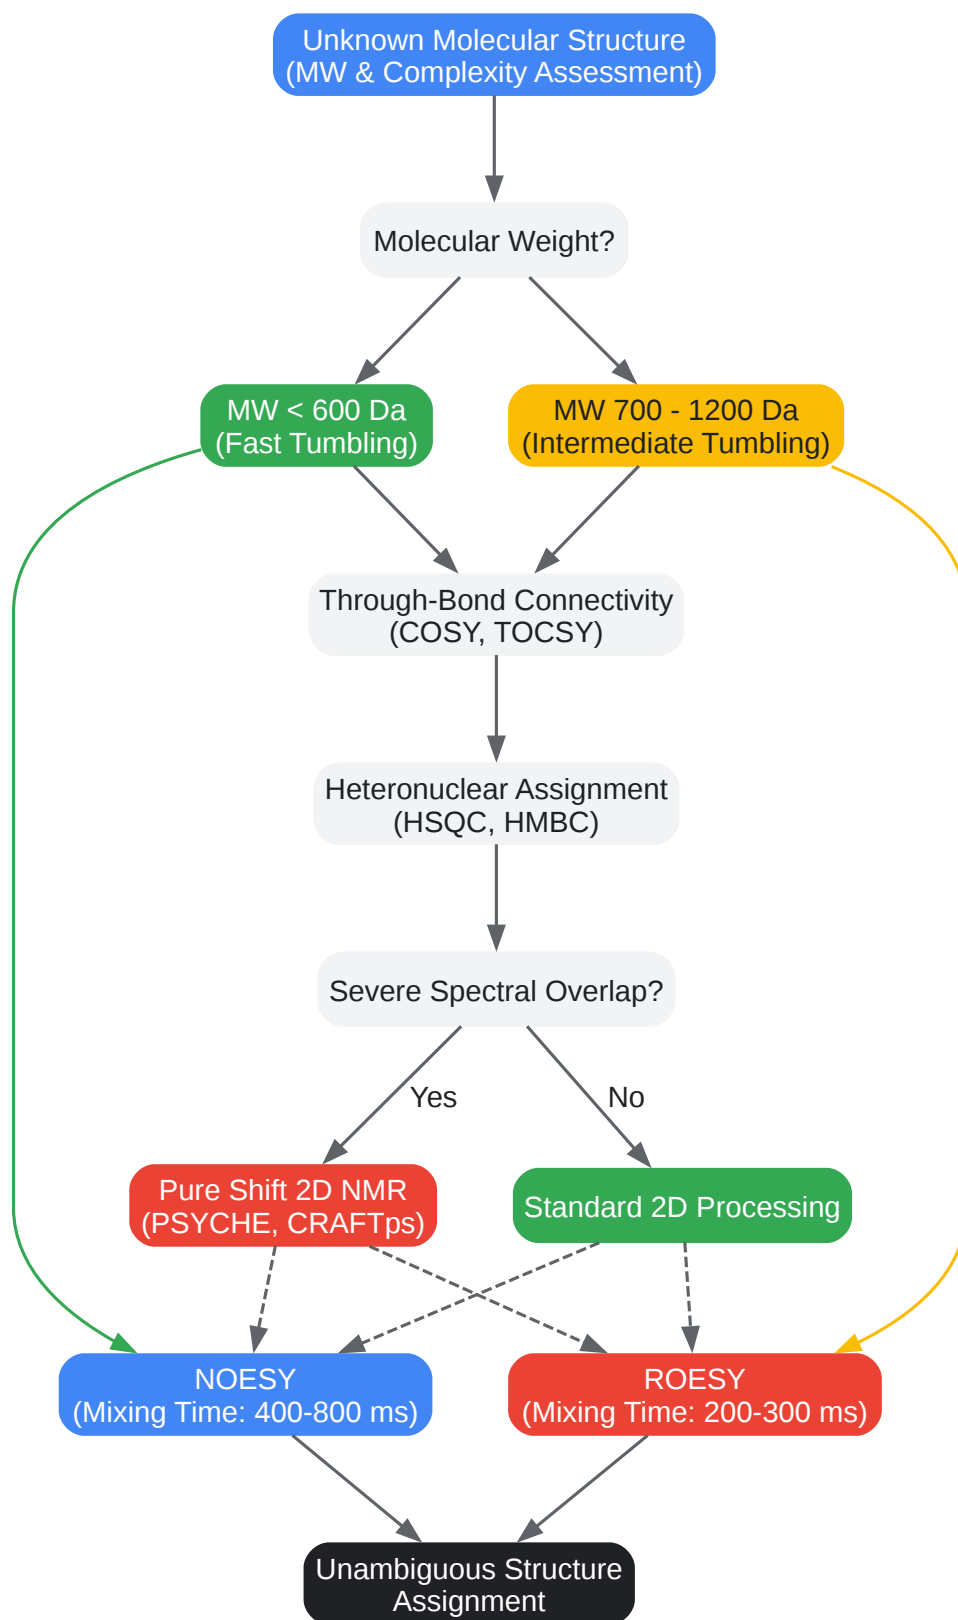 Unknown Molecular Structure
(MW & Complexity Assessment)
Molecular Weight?
MW < 600 Da
(Fast Tumbling)
MW 700 - 1200 Da
(Intermediate Tumbling)
Through-Bond Connectivity
(COSY, TOCSY)
Heteronuclear Assignment
(HSQC, HMBC)
Severe Spectral Overlap?
Yes
No
Pure Shift 2D NMR
(PSYCHE, CRAFTps)
Standard 2D Processing
NOESY
(Mixing Time: 400-800 ms)
ROESY
(Mixing Time: 200-300 ms)
Unambiguous Structure
Assignment